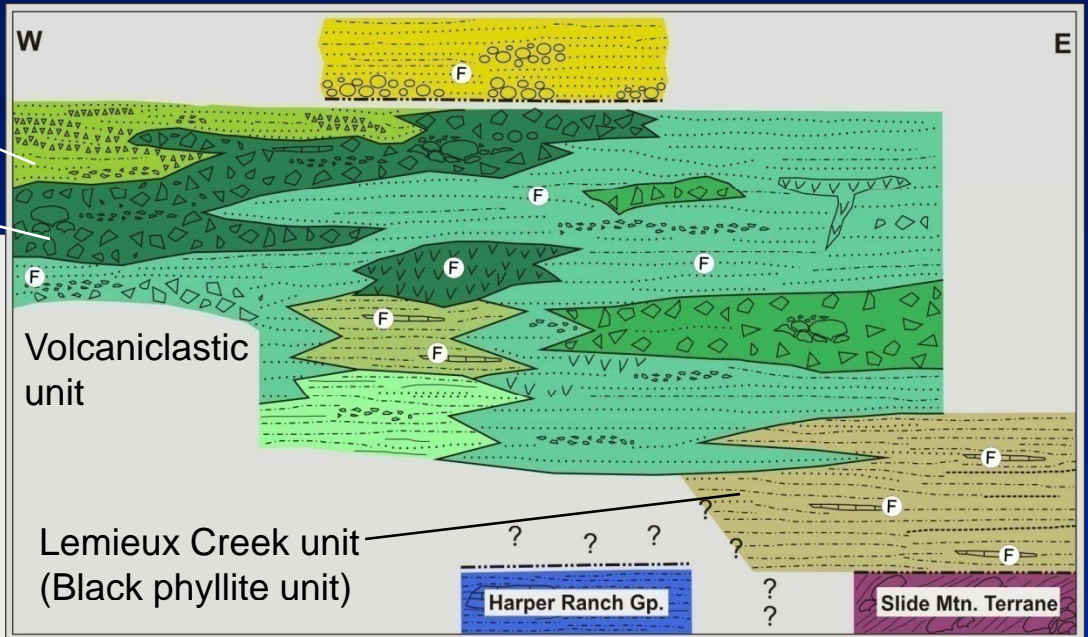 W
E
F
F
F
F
F
F
F
Volcaniclastic
unit
F
F
F
Lemieux Creek unit
(Black phyllite unit)
?
?
?
?
?
?
?
Harper Ranch Gp.
Slide Mtn. Terrane